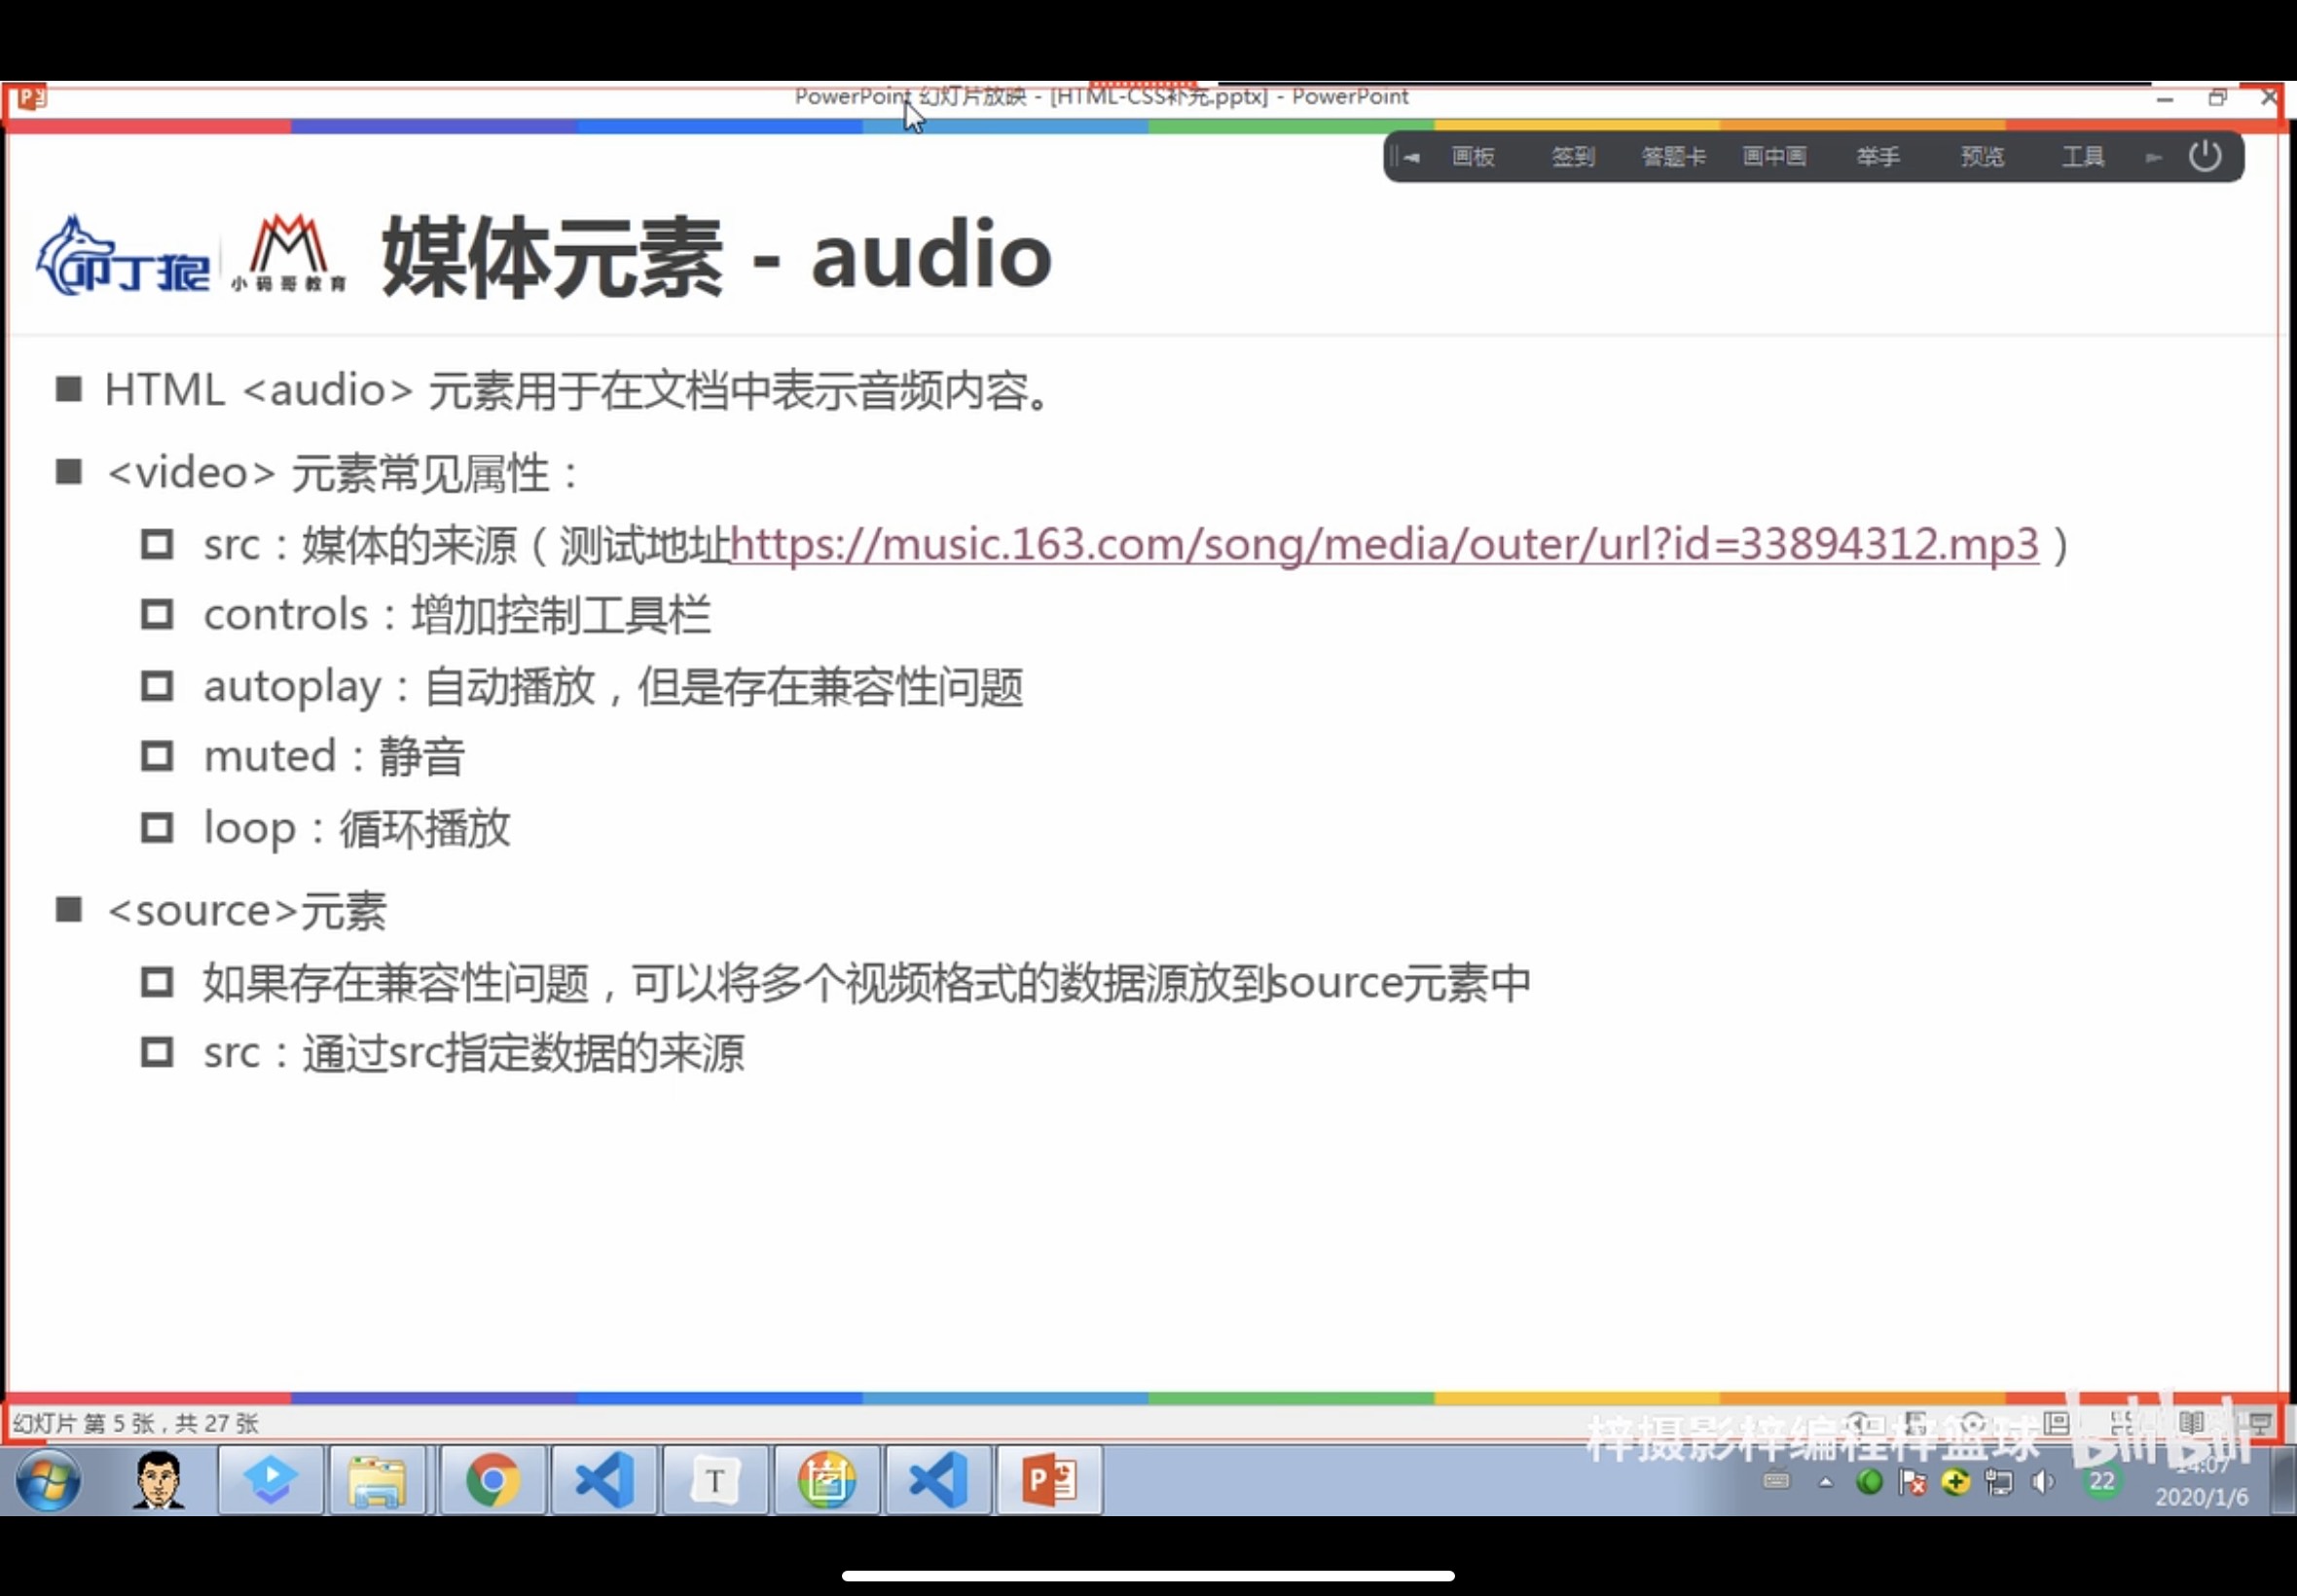 PowerPoint 幻灯片放映 - [HTML-CSS补充.pptx] - PowerPoint
画板 签到 答题卡 画中画 举手 预览 工具
叩丁狼 小码哥教育
媒体元素 - audio
HTML <audio> 元素用于在文档中表示音频内容。
<video> 元素常见属性：
src：媒体的来源（测试地址https://music.163.com/song/media/outer/url?id=33894312.mp3）
controls：增加控制工具栏
autoplay：自动播放，但是存在兼容性问题
muted：静音
loop：循环播放
<source>元素
如果存在兼容性问题，可以将多个视频格式的数据源放到source元素中
src：通过src指定数据的来源
幻灯片 第 5 张，共 27 张
梓摄影梓编程梓篮球 bilibili
T
22
14:07
2020/1/6